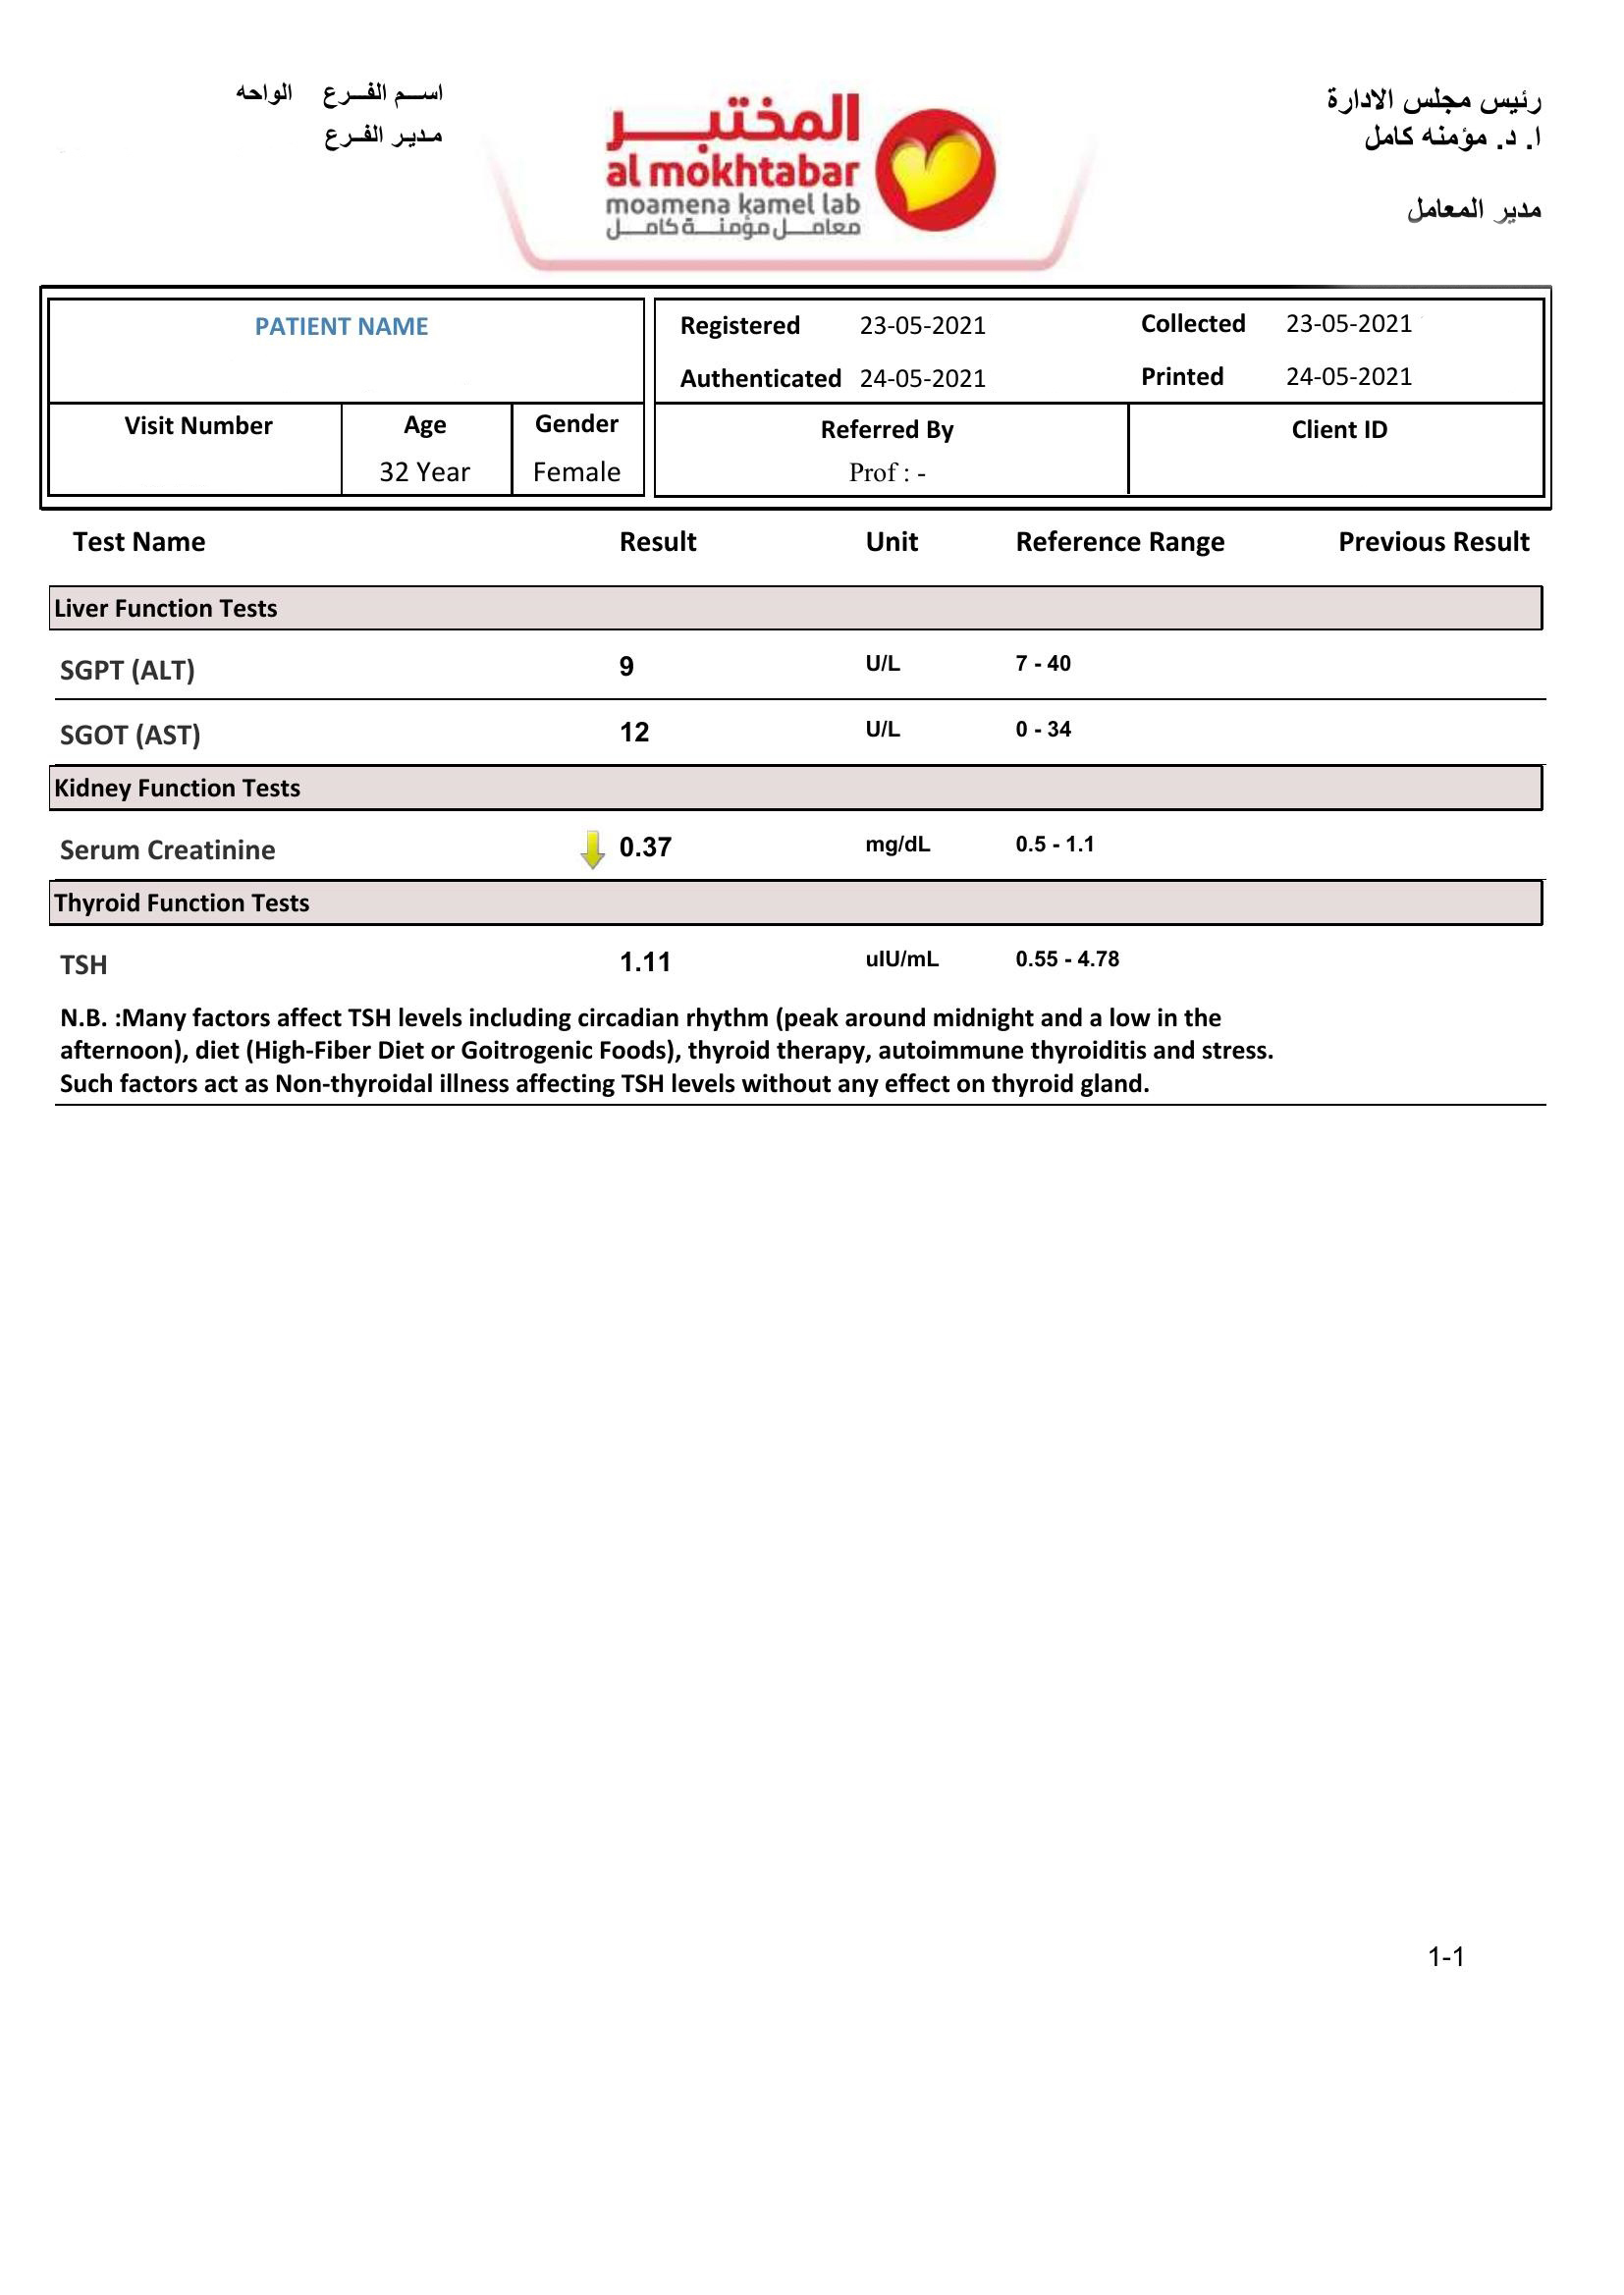 اســم الفــرع الواحه
مـديـر الفـرع
المختبـــر
al mokhtabar
moamena kamel lab
معامـــل مؤمنـــة كامـــل
رئيس مجلس الادارة
ا. د. مؤمنه كامل
مدير المعامل
PATIENT NAME
Registered 23-05-2021 Collected 23-05-2021
Authenticated 24-05-2021 Printed 24-05-2021
Visit Number Age Gender Referred By Client ID
32 Year Female Prof : -
Test Name Result Unit Reference Range Previous Result
Liver Function Tests
SGPT (ALT) 9 U/L 7 - 40
SGOT (AST) 12 U/L 0 - 34
Kidney Function Tests
Serum Creatinine 0.37 mg/dL 0.5 - 1.1
Thyroid Function Tests
TSH 1.11 uIU/mL 0.55 - 4.78
N.B. :Many factors affect TSH levels including circadian rhythm (peak around midnight and a low in the
afternoon), diet (High-Fiber Diet or Goitrogenic Foods), thyroid therapy, autoimmune thyroiditis and stress.
Such factors act as Non-thyroidal illness affecting TSH levels without any effect on thyroid gland.
1-1